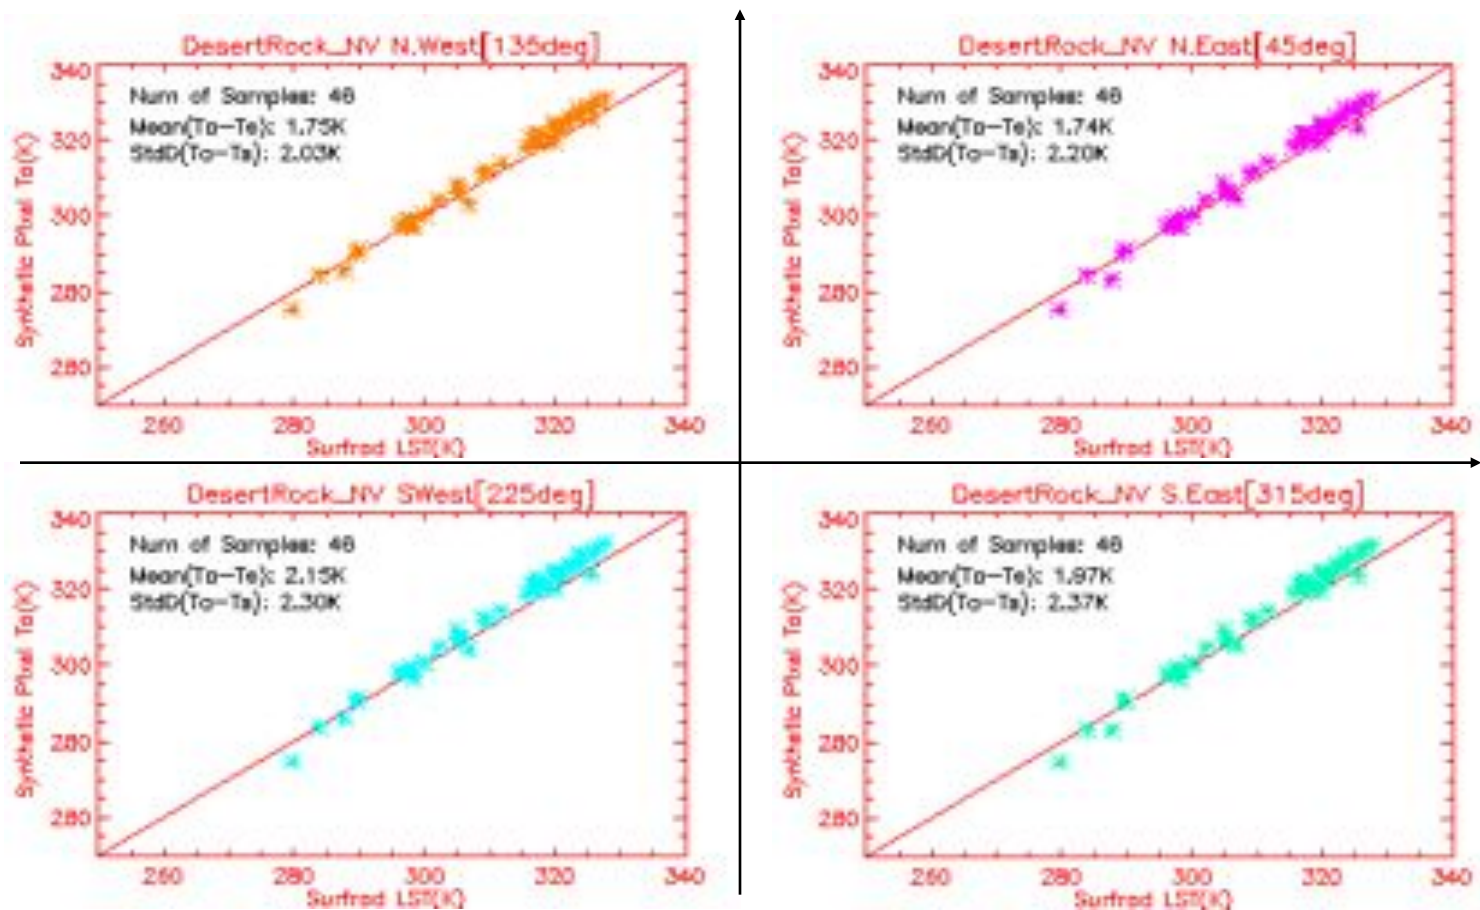 DesertRock_NV N.West[135deg]
Num of Samples: 46
Mean(Ta-Ts): 1.75K
StdD(Ta-Ts): 2.03K
Synthetic Pixel Ta(K)
340
320
300
280
260
260 280 300 320 340
Surfrad LST(K)
DesertRock_NV N.East[45deg]
Num of Samples: 46
Mean(Ta-Ts): 1.74K
StdD(Ta-Ts): 2.20K
Synthetic Pixel Ta(K)
340
320
300
280
260
260 280 300 320 340
Surfrad LST(K)
DesertRock_NV SWest[225deg]
Num of Samples: 46
Mean(Ta-Ts): 2.15K
StdD(Ta-Ts): 2.30K
Synthetic Pixel Ta(K)
340
320
300
280
260
260 280 300 320 340
Surfrad LST(K)
DesertRock_NV S.East[315deg]
Num of Samples: 46
Mean(Ta-Ts): 1.97K
StdD(Ta-Ts): 2.37K
Synthetic Pixel Ta(K)
340
320
300
280
260
260 280 300 320 340
Surfrad LST(K)